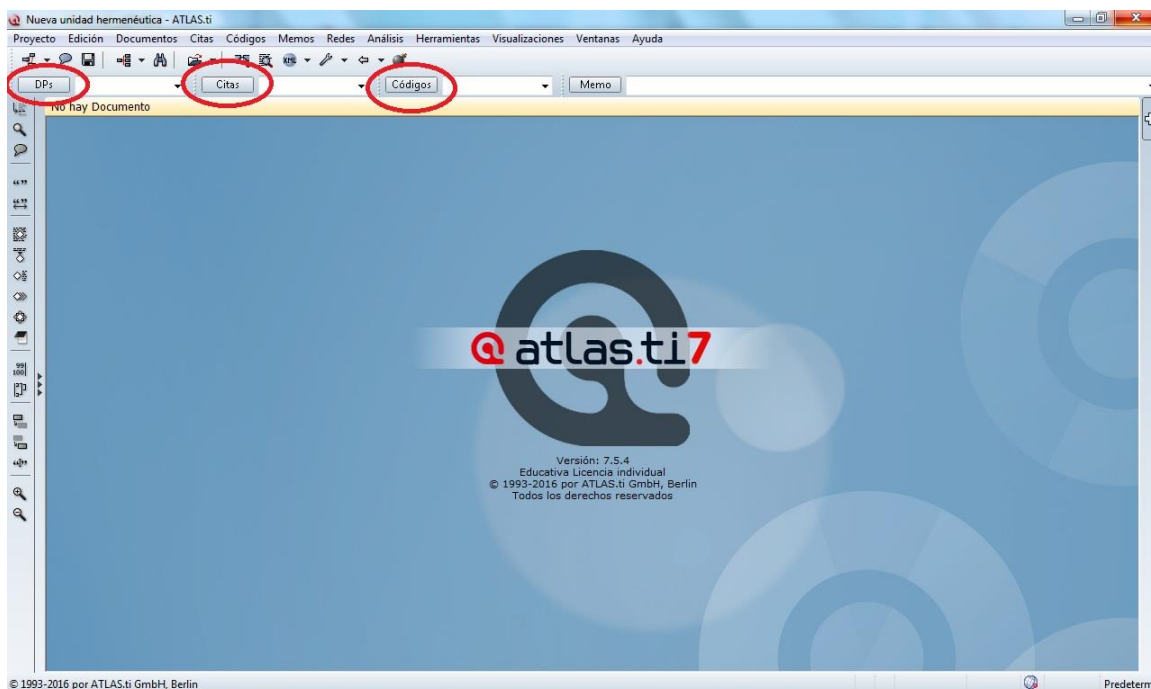 Nueva unidad hermenéutica - ATLAS.ti
Proyecto Edición Documentos Citas Códigos Memos Redes Análisis Herramientas Visualizaciones Ventanas Ayuda
DPs Citas Códigos Memo
No hay Documento
@ atlas.ti7
Versión: 7.5.4
Educativa Licencia individual
© 1993-2016 por ATLAS.ti GmbH, Berlin
Todos los derechos reservados
© 1993-2016 por ATLAS.ti GmbH, Berlin
Predeterm